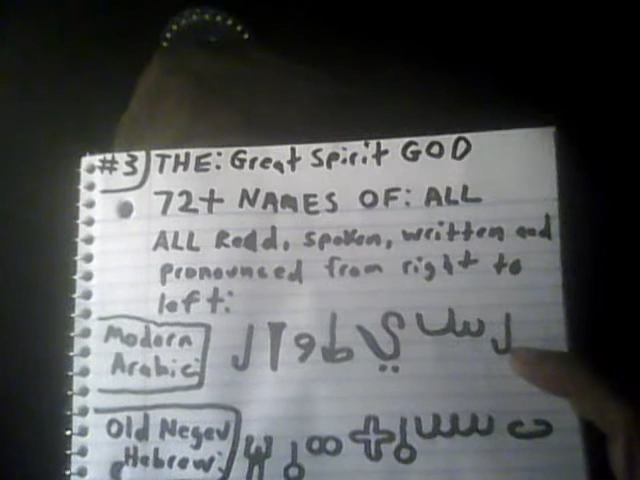 #3) THE: Great Spirit GOD
• 72+ NAMES OF: ALL
ALL Read, spoken, written and
pronounced from right to
left:
Modern
Arabic:
ل س ي ط و ا ل
Old Negev
Hebrew: